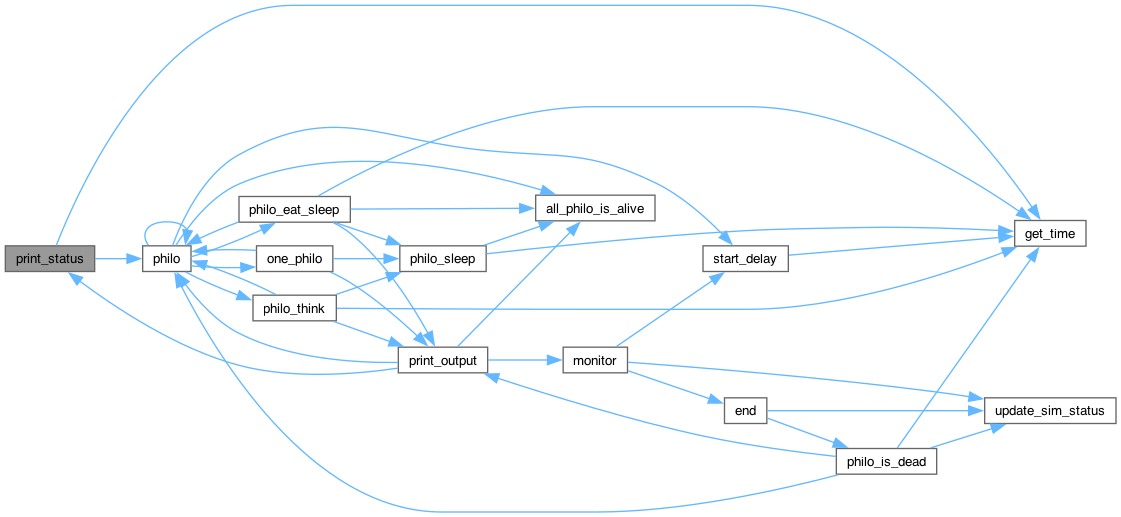 print_status
philo
philo_eat_sleep
one_philo
philo_think
philo_sleep
print_output
all_philo_is_alive
monitor
start_delay
end
philo_is_dead
get_time
update_sim_status